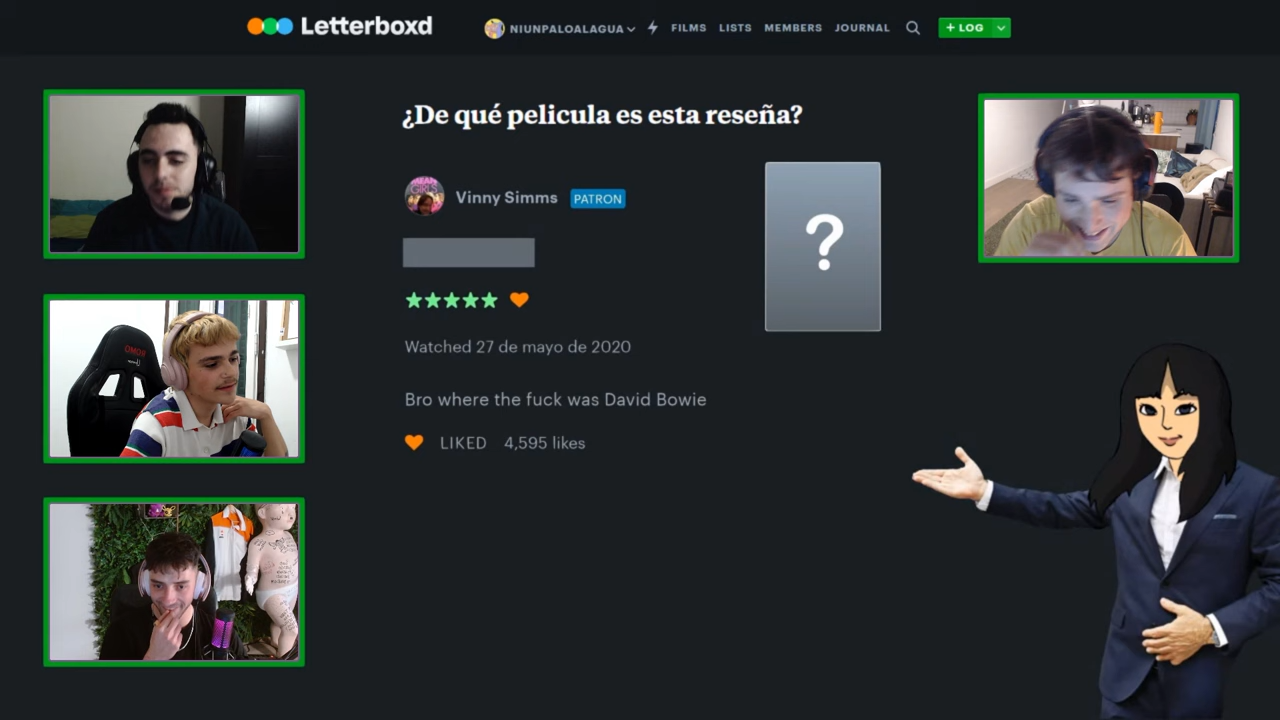 Letterboxd
NIUNPALOALAGUA
FILMS
LISTS
MEMBERS
JOURNAL
+ LOG
¿De qué pelicula es esta reseña?
Vinny Simms
PATRON
?
Watched 27 de mayo de 2020
Bro where the fuck was David Bowie
LIKED
4,595 likes